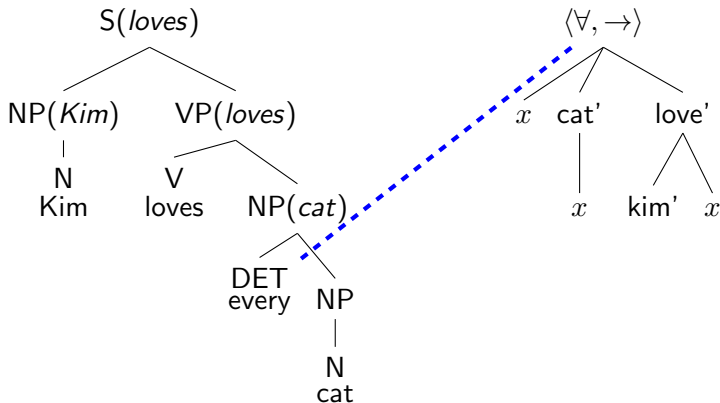 S(loves)
⟨∀, →⟩
NP(Kim) VP(loves)
x cat' love'
N V
Kim loves NP(cat)
x kim' x
DET
every NP
N
cat